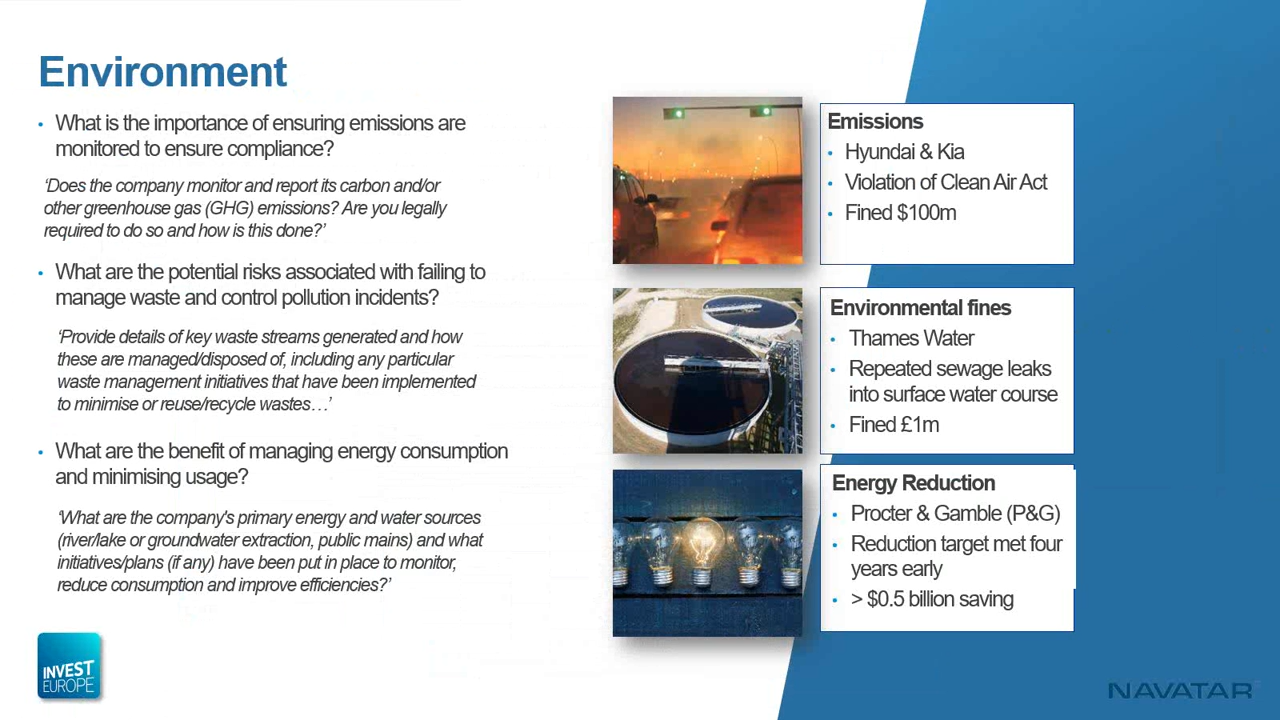 Environment
• What is the importance of ensuring emissions are
monitored to ensure compliance?
‘Does the company monitor and report its carbon and/or
other greenhouse gas (GHG) emissions? Are you legally
required to do so and how is this done?’
• What are the potential risks associated with failing to
manage waste and control pollution incidents?
‘Provide details of key waste streams generated and how
these are managed/disposed of, including any particular
waste management initiatives that have been implemented
to minimise or reuse/recycle wastes…’
• What are the benefit of managing energy consumption
and minimising usage?
‘What are the company's primary energy and water sources
(river/lake or groundwater extraction, public mains) and what
initiatives/plans (if any) have been put in place to monitor,
reduce consumption and improve efficiencies?’
Emissions
• Hyundai & Kia
• Violation of Clean Air Act
• Fined $100m
Environmental fines
• Thames Water
• Repeated sewage leaks
into surface water course
• Fined £1m
Energy Reduction
• Procter & Gamble (P&G)
• Reduction target met four
years early
• > $0.5 billion saving
INVEST
EUROPE
NAVATAR